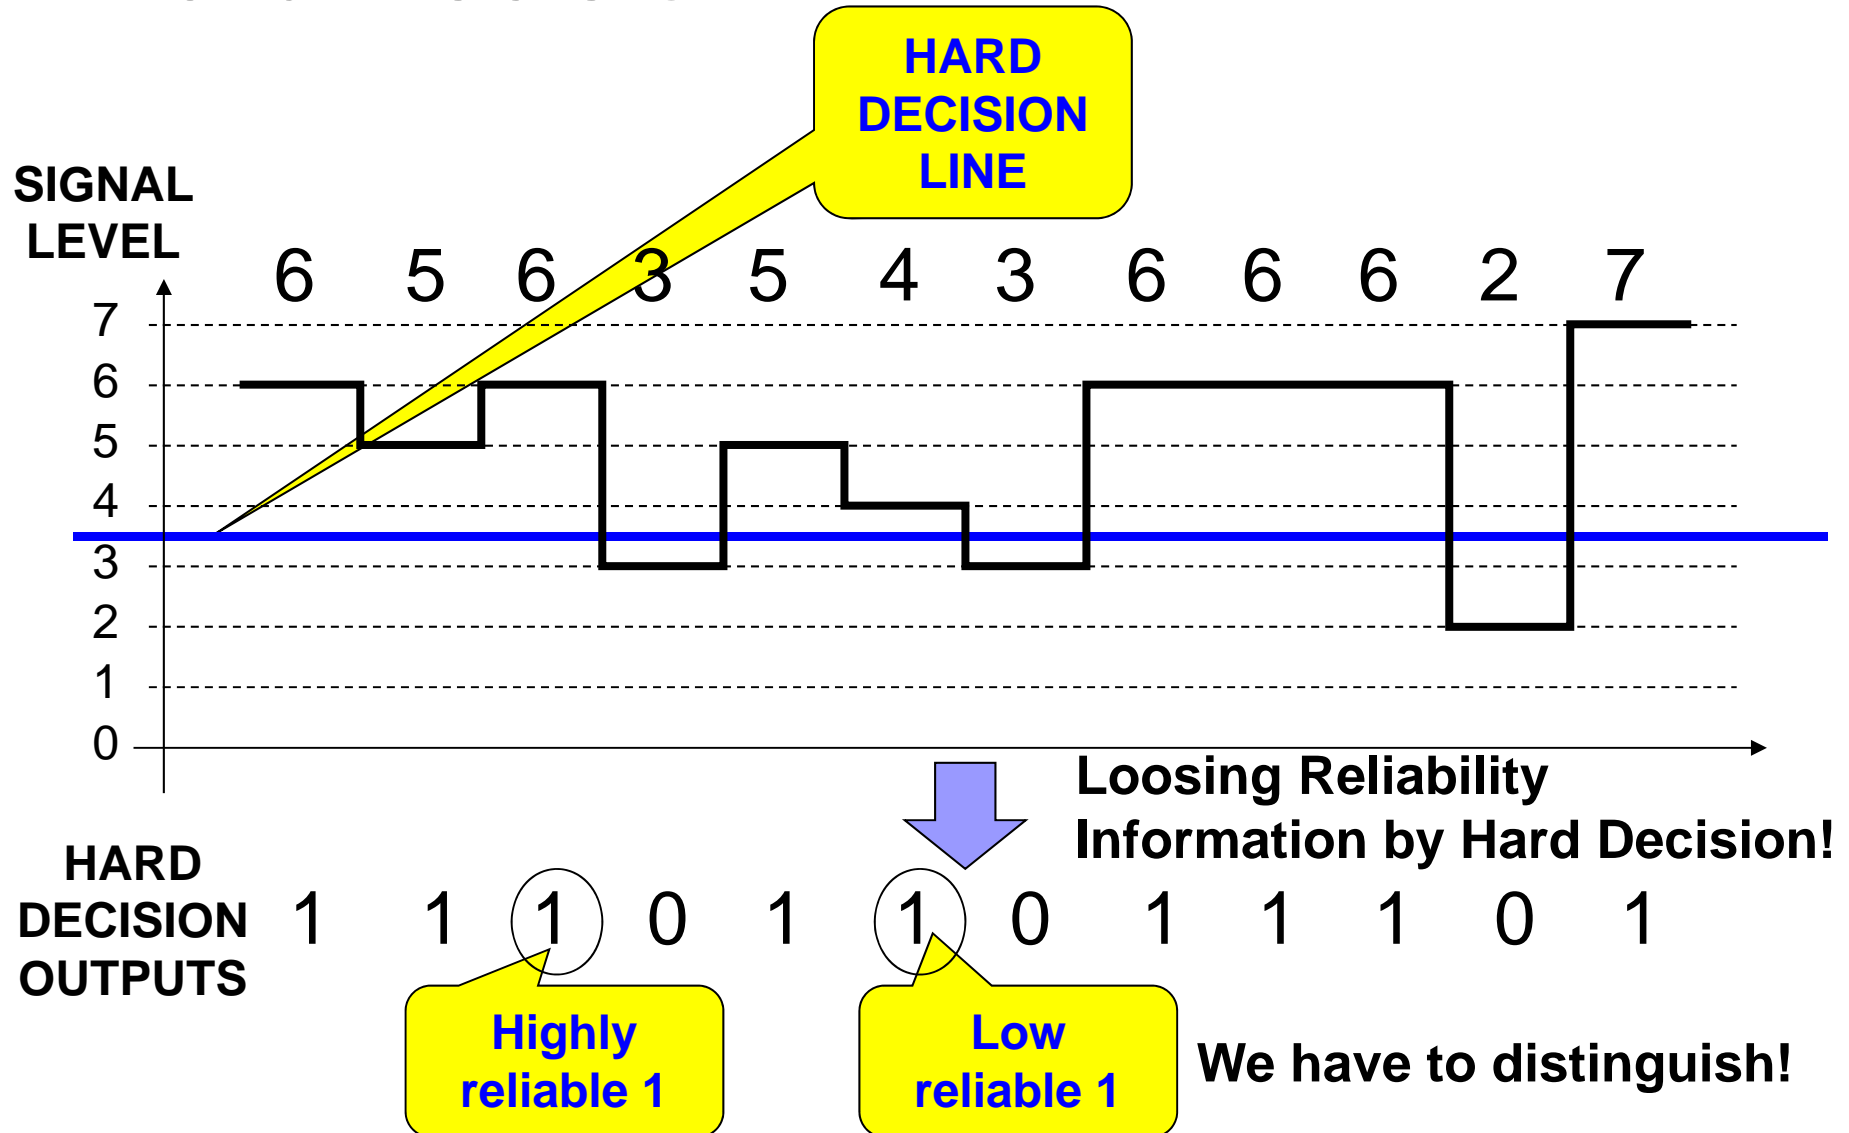 HARD
DECISION
LINE
SIGNAL
LEVEL
6 5 6 3 5 4 3 6 6 6 2 7
7
6
5
4
3
2
1
0
Loosing Reliability
Information by Hard Decision!
HARD
DECISION
OUTPUTS
1 1 1 0 1 1 0 1 1 1 0 1
Highly
reliable 1
Low
reliable 1
We have to distinguish!